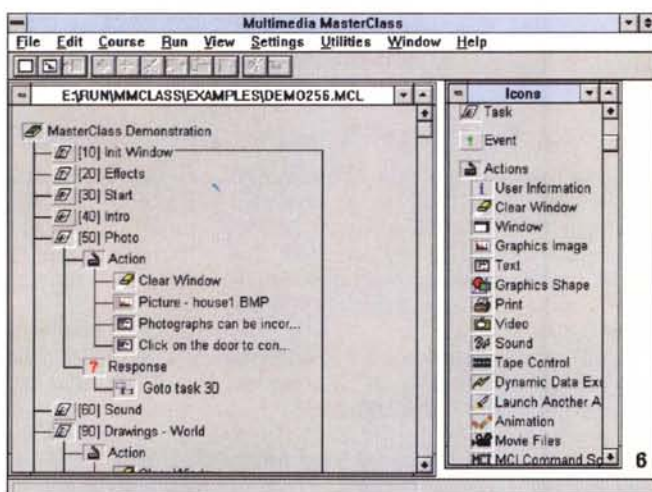 Multimedia MasterClass
File Edit Course Run View Settings Utilities Window Help
E:\RUN\MMCLASS\EXAMPLES\DEMO256.MCL
MasterClass Demonstration
[10] Init Window
[20] Effects
[30] Start
[40] Intro
[50] Photo
Action
Clear Window
Picture - house1.BMP
Photographs can be incor...
Click on the door to con...
Response
Goto task 30
[60] Sound
[90] Drawings - World
Action
Icons
Task
Event
Actions
User Information
Clear Window
Window
Graphics Image
Text
Graphics Shape
Print
Video
Sound
Tape Control
Dynamic Data Exc
Launch Another A
Animation
Movie Files
MCI MCI Command Sc
6